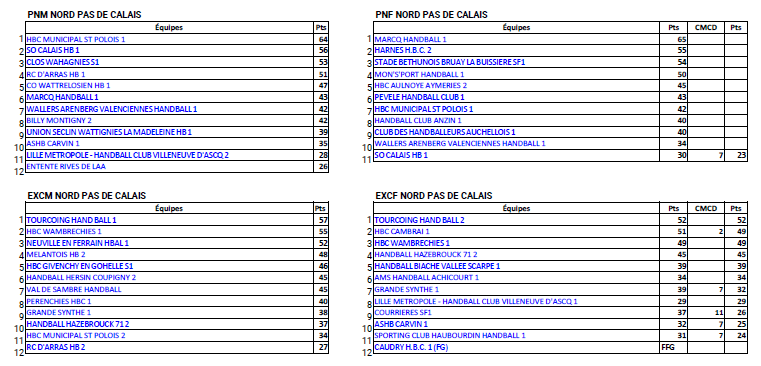 PNM NORD PAS DE CALAIS
Équipes Pts
1 HBC MUNICIPAL ST POLOIS 1 64
2 SO CALAIS HB 1 56
3 CLOS WAHAGNIES S1 53
4 RC D'ARRAS HB 1 51
5 CO WATTRELOSIEN HB 1 47
6 MARCQ HANDBALL 1 43
7 WALLERS ARENBERG VALENCIENNES HANDBALL 1 42
8 BILLY MONTIGNY 2 42
9 UNION SECLIN WATTIGNIES LA MADELEINE HB 1 39
10 ASHB CARVIN 1 35
11 LILLE METROPOLE - HANDBALL CLUB VILLENEUVE D'ASCQ 2 28
12 ENTENTE RIVES DE LAA 26
PNF NORD PAS DE CALAIS
Équipes Pts CMCD Pts
1 MARCQ HANDBALL 1 65
2 HARNES H.B.C. 2 55
3 STADE BETHUNOIS BRUAY LA BUISSIERE SF1 54
4 MON'S'PORT HANDBALL 1 50
5 HBC AULNOYE AYMERIES 2 45
6 PEVELE HANDBALL CLUB 1 43
7 HBC MUNICIPAL ST POLOIS 1 42
8 HANDBALL CLUB ANZIN 1 40
9 CLUB DES HANDBALLEURS AUCHELLOIS 1 40
10 WALLERS ARENBERG VALENCIENNES HANDBALL 1 34
11 SO CALAIS HB 1 30 7 23
EXCM NORD PAS DE CALAIS
Équipes Pts
1 TOURCOING HAND BALL 1 57
2 HBC WAMBRECHIES 1 55
3 NEUVILLE EN FERRAIN HBAL 1 52
4 MELANTOIS HB 2 48
5 HBC GIVENCHY EN GOHELLE S1 46
6 HANDBALL HERSIN COUPIGNY 2 45
7 VAL DE SAMBRE HANDBALL 45
8 PERENCHIES HBC 1 40
9 GRANDE SYNTHE 1 38
10 HANDBALL HAZEBROUCK 71 2 37
11 HBC MUNICIPAL ST POLOIS 2 34
12 RC D'ARRAS HB 2 27
EXCF NORD PAS DE CALAIS
Équipes Pts CMCD Pts
1 TOURCOING HAND BALL 2 52 52
2 HBC CAMBRAI 1 51 2 49
3 HBC WAMBRECHIES 1 49 49
4 HANDBALL HAZEBROUCK 71 2 45 45
5 HANDBALL BIACHE VALLEE SCARPE 1 39 39
6 AMS HANDBALL ACHICOURT 1 34 34
7 GRANDE SYNTHE 1 39 7 32
8 LILLE METROPOLE - HANDBALL CLUB VILLENEUVE D'ASCQ 1 29 29
9 COURRIERES SF1 37 11 26
10 ASHB CARVIN 1 32 7 25
11 SPORTING CLUB HAUBOURDIN HANDBALL 1 31 7 24
12 CAUDRY H.B.C. 1 (FG) FFG